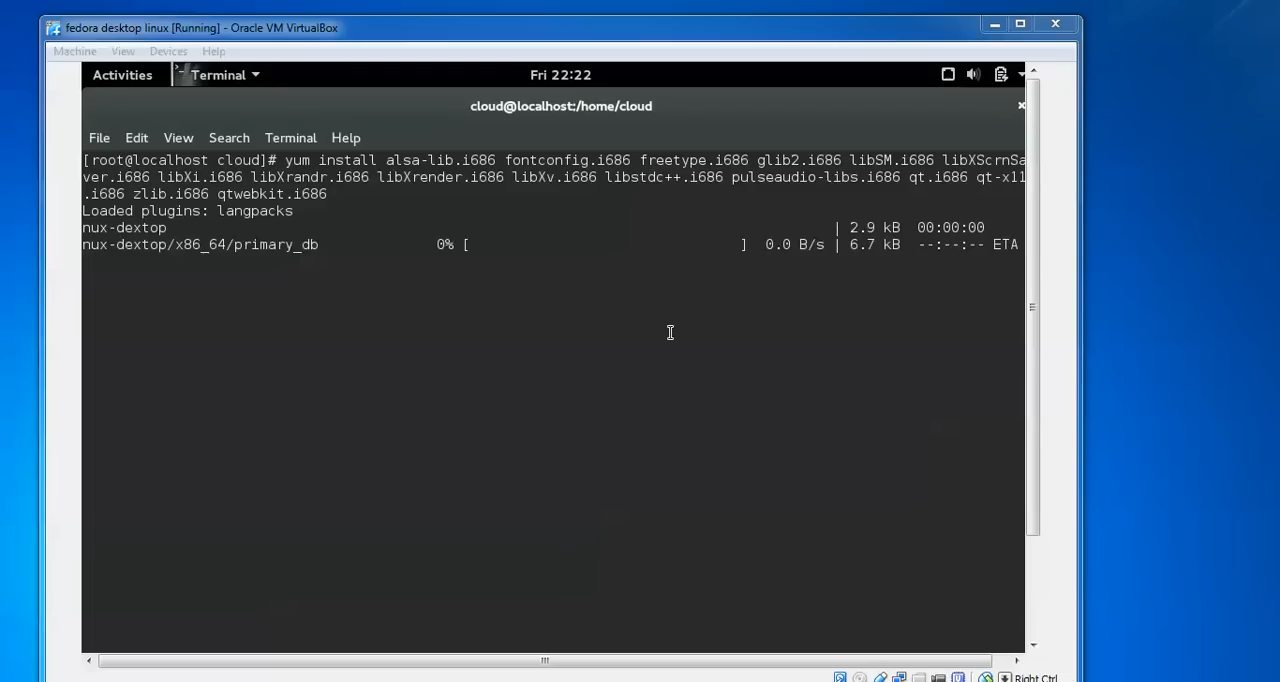 fedora desktop linux [Running] - Oracle VM VirtualBox
Machine View Devices Help
Activities Terminal Fri 22:22
cloud@localhost:/home/cloud
File Edit View Search Terminal Help
[root@localhost cloud]# yum install alsa-lib.i686 fontconfig.i686 freetype.i686 glib2.i686 libSM.i686 libXScrnSa
ver.i686 libXi.i686 libXrandr.i686 libXrender.i686 libXv.i686 libstdc++.i686 pulseaudio-libs.i686 qt.i686 qt-x11
.i686 zlib.i686 qtwebkit.i686
Loaded plugins: langpacks
nux-dextop | 2.9 kB 00:00:00
nux-dextop/x86_64/primary_db 0% [ ] 0.0 B/s | 6.7 kB --:--:-- ETA
Right Ctrl